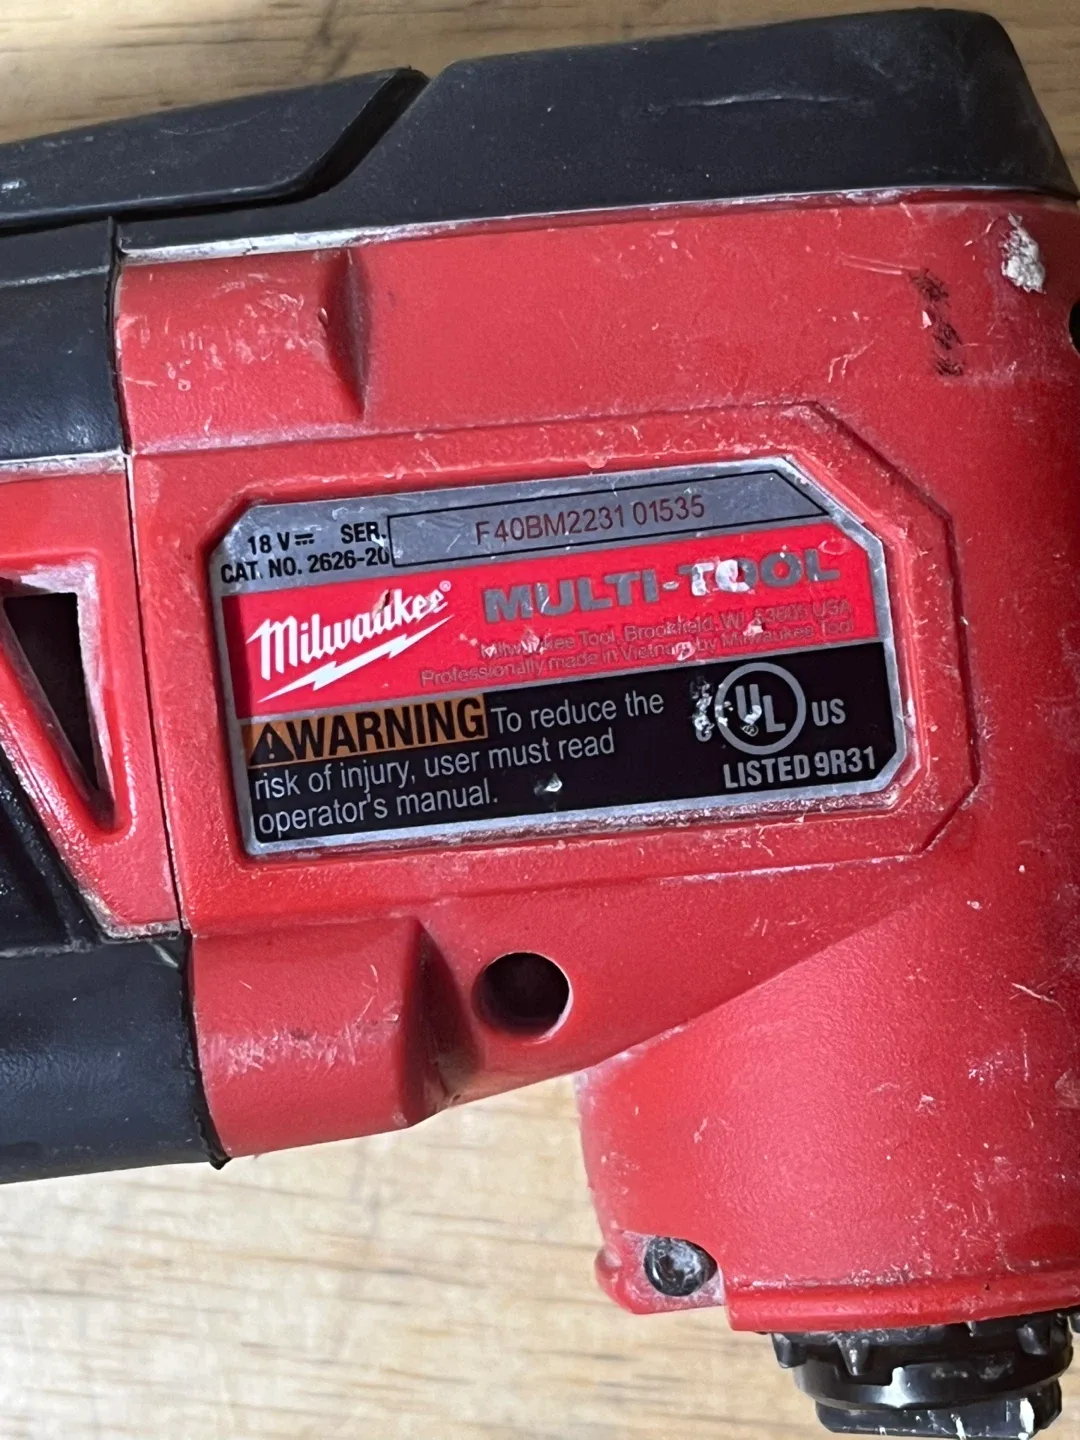 18 V⎓ SER. F40BM2231 01535
CAT. NO. 2626-20
Milwaukee® MULTI-TOOL
Milwaukee Tool, Brookfield, WI USA
Professionally made in Vietnam by Milwaukee Tool
⚠WARNING To reduce the
risk of injury, user must read
operator's manual.
c UL US
LISTED 9R31